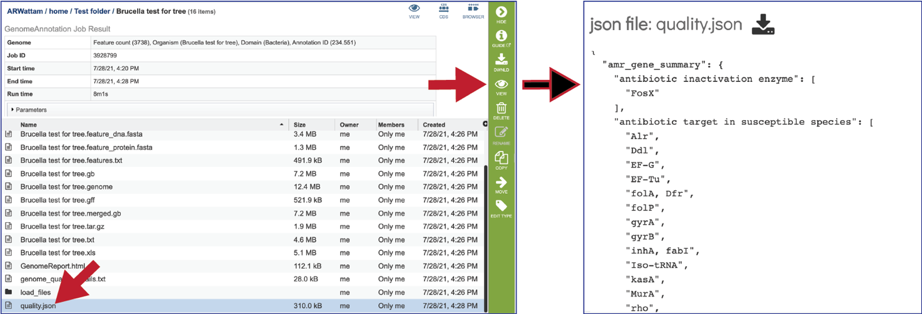 ARWattam / home / Test folder / Brucella test for tree (16 items)
VIEW
CDS
BROWSER
GenomeAnnotation Job Result
Genome Feature count (3738), Organism (Brucella test for tree), Domain (Bacteria), Annotation ID (234.551)
Job ID 3928799
Start time 7/28/21, 4:20 PM
End time 7/28/21, 4:28 PM
Run time 8m1s
Parameters
Name Size Owner Members Created
Brucella test for tree.feature_dna.fasta 3.4 MB me Only me 7/28/21, 4:26 PM
Brucella test for tree.feature_protein.fasta 1.3 MB me Only me 7/28/21, 4:26 PM
Brucella test for tree.features.txt 491.9 kB me Only me 7/28/21, 4:26 PM
Brucella test for tree.gb 7.2 MB me Only me 7/28/21, 4:26 PM
Brucella test for tree.genome 12.4 MB me Only me 7/28/21, 4:26 PM
Brucella test for tree.gff 521.9 kB me Only me 7/28/21, 4:26 PM
Brucella test for tree.merged.gb 7.2 MB me Only me 7/28/21, 4:26 PM
Brucella test for tree.tar.gz 1.9 MB me Only me 7/28/21, 4:26 PM
Brucella test for tree.txt 4.6 MB me Only me 7/28/21, 4:26 PM
Brucella test for tree.xls 5.1 MB me Only me 7/28/21, 4:26 PM
GenomeReport.html 112.1 kB me Only me 7/28/21, 4:26 PM
28.0 kB me Only me 7/28/21, 4:26 PM
load_files me Only me 7/28/21, 4:26 PM
quality.json 310.0 kB me Only me 7/28/21, 4:28 PM
HIDE
GUIDE
DWNLD
VIEW
DELETE
RENAME
COPY
MOVE
EDIT TYPE
json file: quality.json
{
"amr_gene_summary": {
"antibiotic inactivation enzyme": [
"FosX"
],
"antibiotic target in susceptible species": [
"Alr",
"Ddl",
"EF-G",
"EF-Tu",
"folA, Dfr",
"folP",
"gyrA",
"gyrB",
"inhA, fabI",
"Iso-tRNA",
"kasA",
"MurA",
"rho",